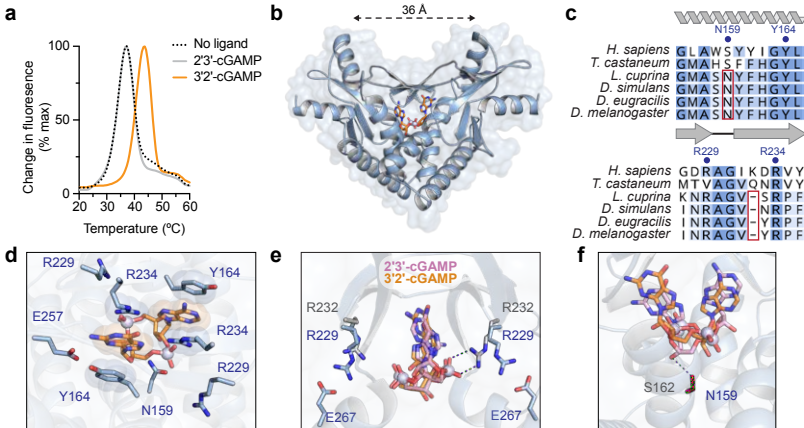 a
Change in fluoresence
(% max)
100
50
0
20 30 40 50 60
Temperature (ºC)
No ligand
2'3'-cGAMP
3'2'-cGAMP
b
36 Å
c
N159 Y164
H. sapiens G L A W S Y Y I G Y L
T. castaneum G M A H S F F H G Y L
L. cuprina G M A S N Y F H G Y L
D. simulans G M A S N Y F H G Y L
D. eugracilis G M A S N Y F H G Y L
D. melanogaster G M A S N Y F H G Y L
R229 R234
H. sapiens G D R A G I K D R V Y
T. castaneum M T V A G V Q N R V Y
L. cuprina K N R A G V – S R P F
D. simulans I N R A G V – N R P F
D. eugracilis I N R A G V – Y R P F
D. melanogaster I N R A G V – Y R P F
d
R229
R234
Y164
E257
R234
R229
Y164
N159
e
2'3'-cGAMP
3'2'-cGAMP
R232
R229
R232
R229
E267
E267
f
S162
N159